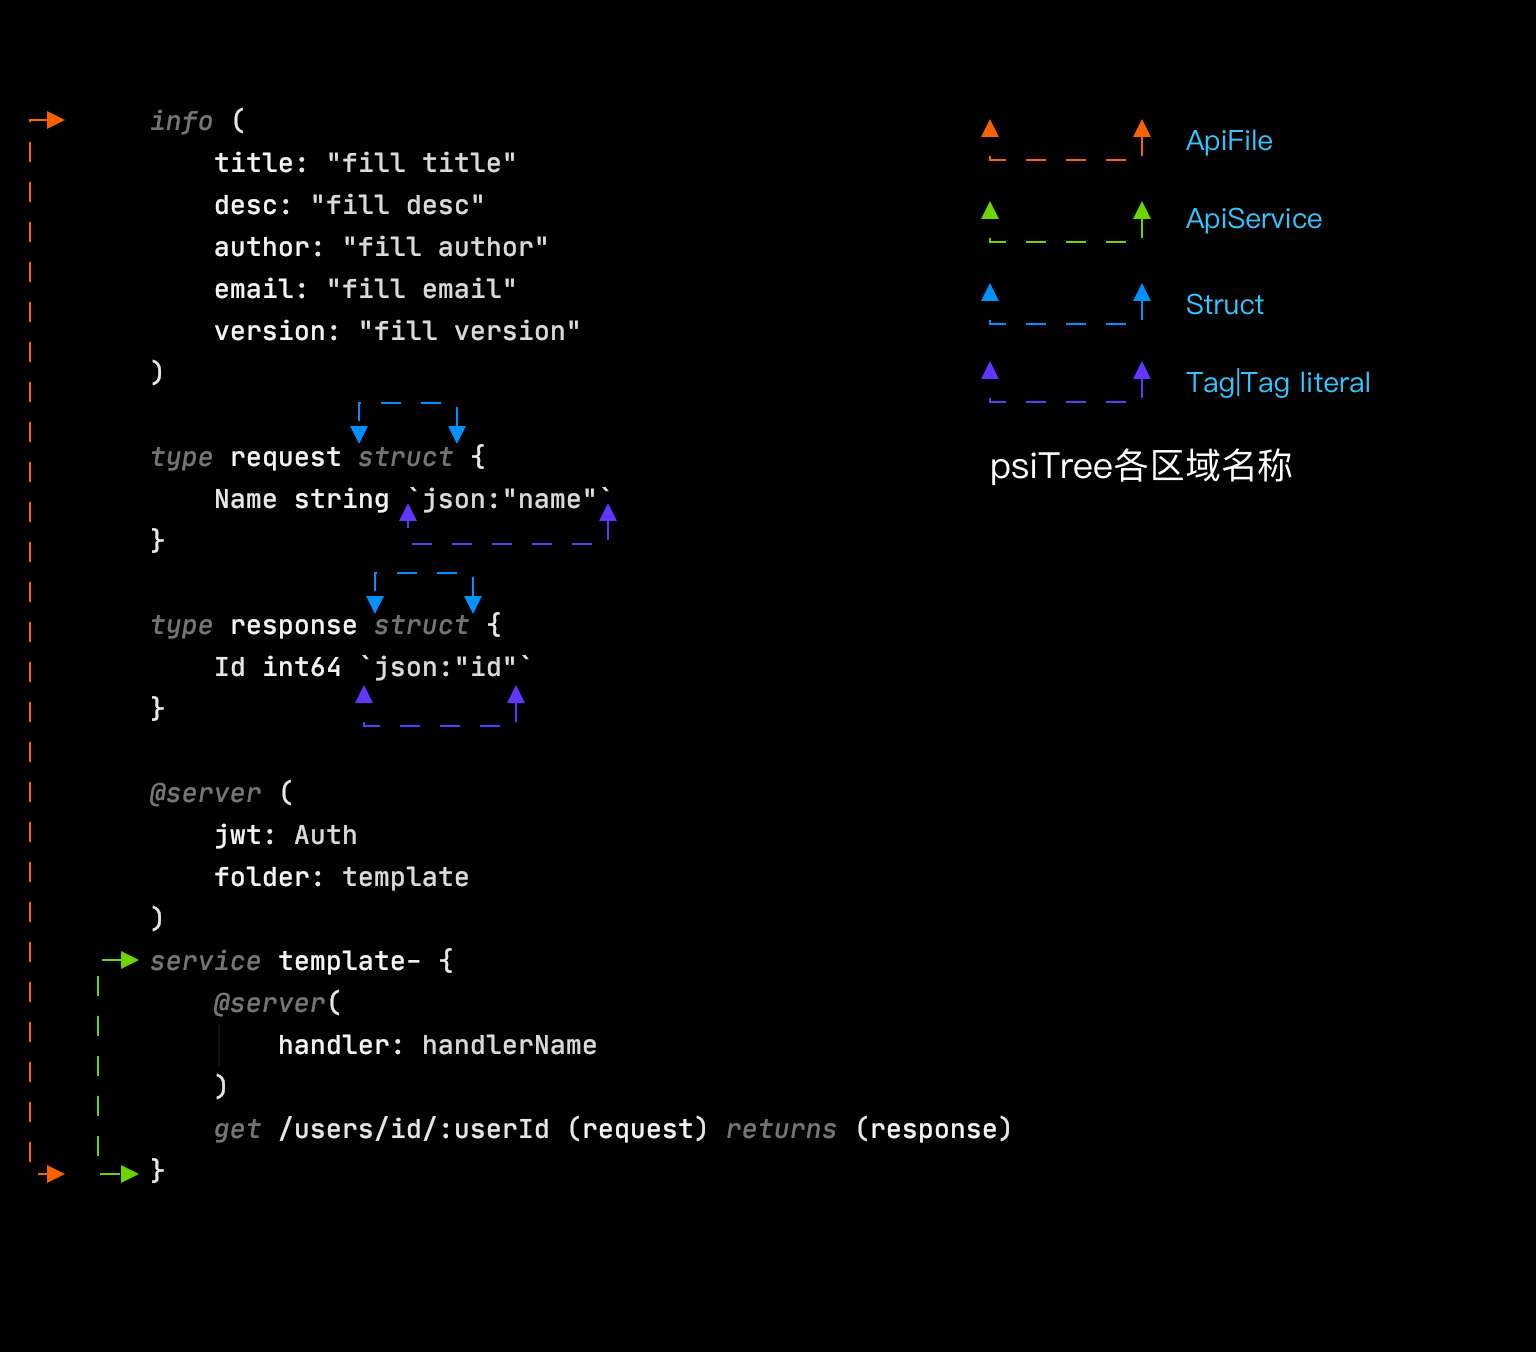 info (
    title: "fill title"
    desc: "fill desc"
    author: "fill author"
    email: "fill email"
    version: "fill version"
)
type request struct {
    Name string `json:"name"`
}
type response struct {
    Id int64 `json:"id"`
}
@server (
    jwt: Auth
    folder: template
)
service template- {
    @server(
        handler: handlerName
    )
    get /users/id/:userId (request) returns (response)
}
ApiFile
ApiService
Struct
Tag|Tag literal
psiTree各区域名称